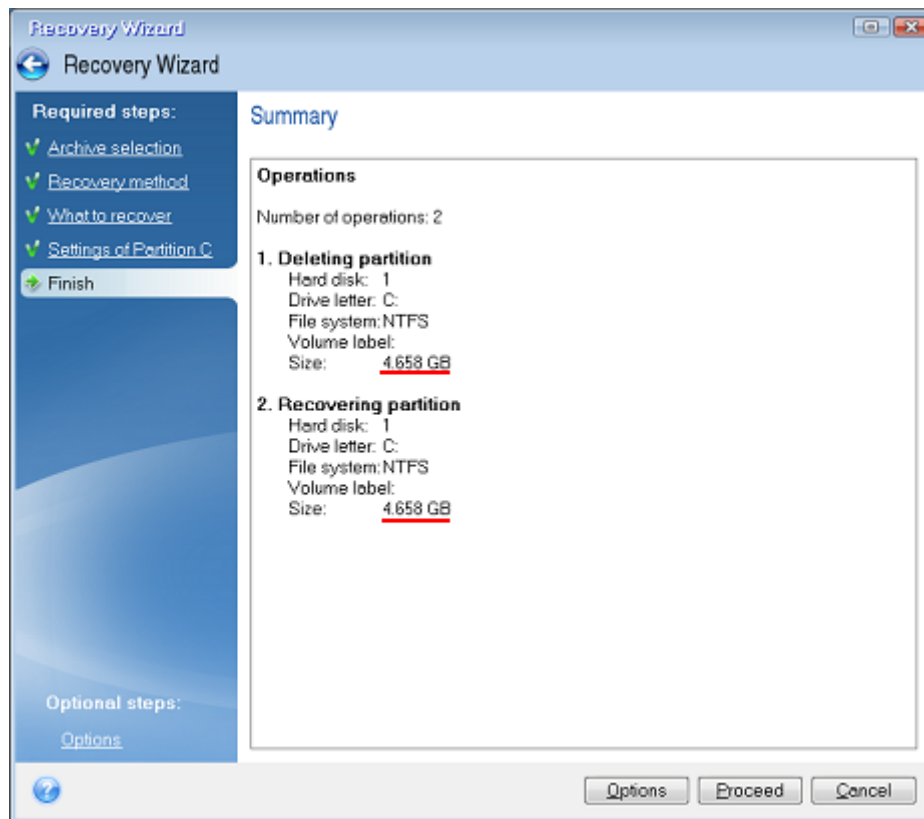 Recovery Wizard
Recovery Wizard
Required steps:
Archive selection
Recovery method
What to recover
Settings of Partition C
Finish
Optional steps:
Options
Summary
Operations
Number of operations: 2
1. Deleting partition
Hard disk: 1
Drive letter: C:
File system: NTFS
Volume label:
Size: 4.658 GB
2. Recovering partition
Hard disk: 1
Drive letter: C:
File system: NTFS
Volume label:
Size: 4.658 GB
Options Proceed Cancel